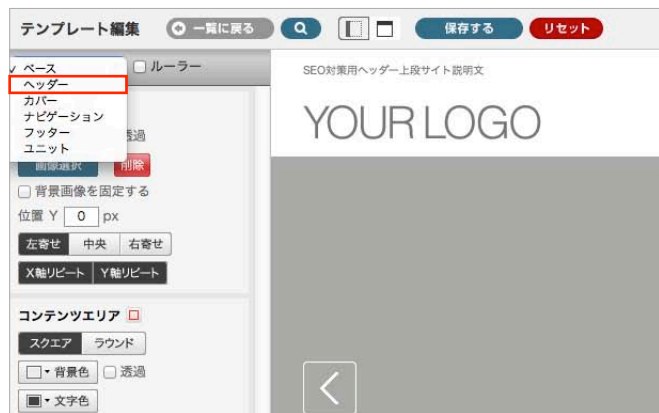 テンプレート編集 一覧に戻る 保存する リセット
✓ ベース ルーラー
ヘッダー
カバー
ナビゲーション
フッター
ユニット
透過
画像選択 削除
背景画像を固定する
位置 Y 0 px
左寄せ 中央 右寄せ
X軸リピート Y軸リピート
コンテンツエリア
スクエア ラウンド
背景色 透過
文字色
SEO対策用ヘッダー上段サイト説明文
YOUR LOGO